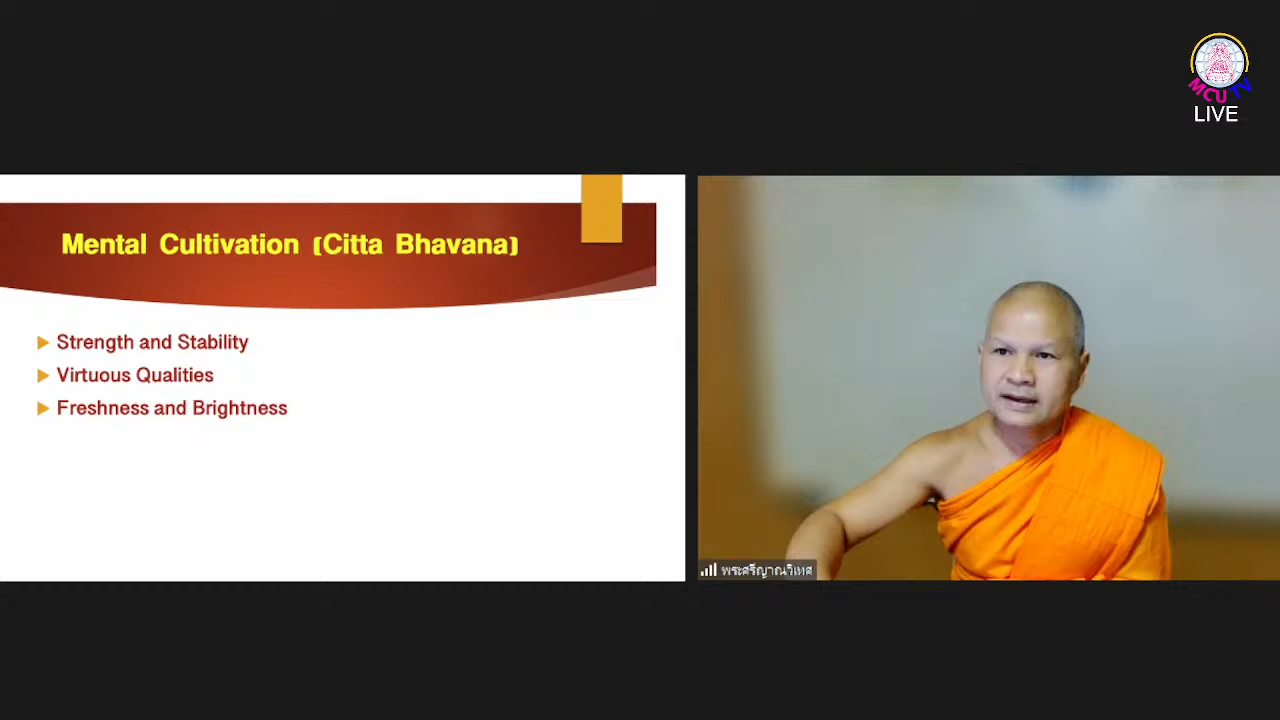 MCU TV
LIVE
Mental Cultivation (Citta Bhavana)
Strength and Stability
Virtuous Qualities
Freshness and Brightness
พระศรีญาณวิเทศ